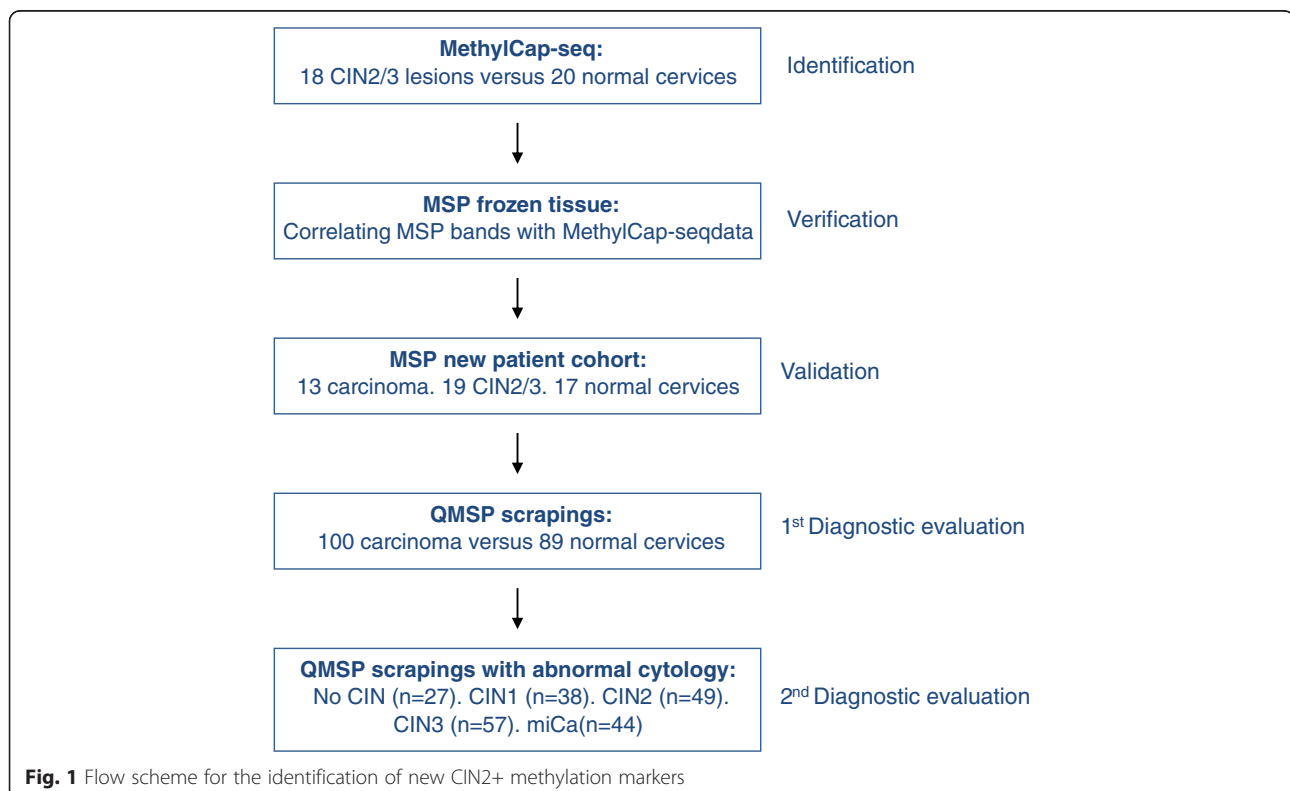 MethylCap-seq:
18 CIN2/3 lesions versus 20 normal cervices
Identification
MSP frozen tissue:
Correlating MSP bands with MethylCap-seqdata
Verification
MSP new patient cohort:
13 carcinoma. 19 CIN2/3. 17 normal cervices
Validation
QMSP scrapings:
100 carcinoma versus 89 normal cervices
1st Diagnostic evaluation
QMSP scrapings with abnormal cytology:
No CIN (n=27). CIN1 (n=38). CIN2 (n=49).
CIN3 (n=57). miCa(n=44)
2nd Diagnostic evaluation
Fig. 1 Flow scheme for the identification of new CIN2+ methylation markers